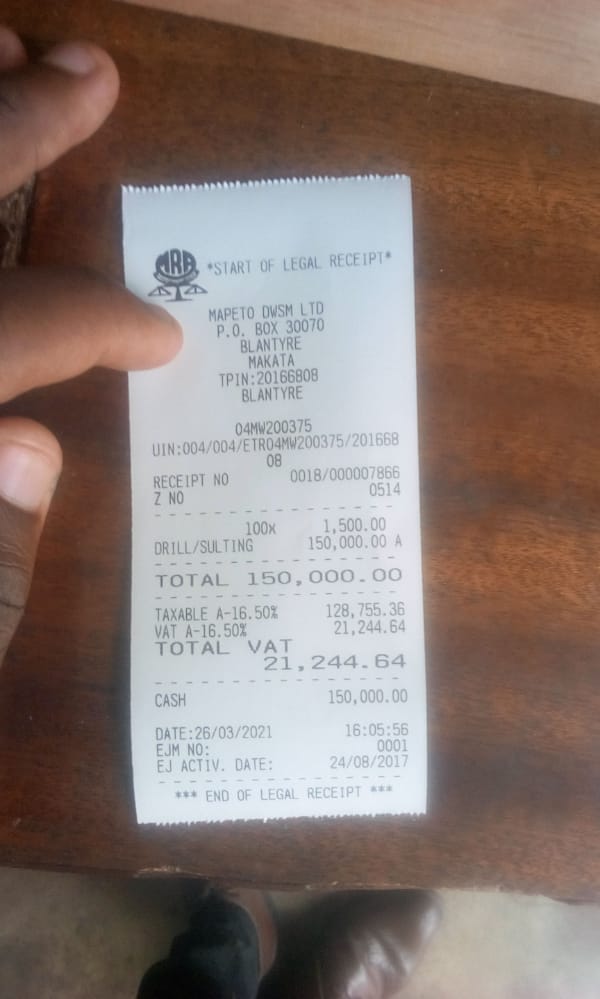 MRA
*START OF LEGAL RECEIPT*
MAPETO DWSM LTD
P.O. BOX 30070
BLANTYRE
MAKATA
TPIN:20166808
BLANTYRE
04MW200375
UIN:004/004/ETR04MW200375/201668
08
RECEIPT NO 0018/000007866
Z NO 0514
100x 1,500.00
DRILL/SULTING 150,000.00 A
TOTAL 150,000.00
TAXABLE A-16.50% 128,755.36
VAT A-16.50% 21,244.64
TOTAL VAT
21,244.64
CASH 150,000.00
DATE:26/03/2021 16:05:56
EJM NO: 0001
EJ ACTIV. DATE: 24/08/2017
*** END OF LEGAL RECEIPT ***